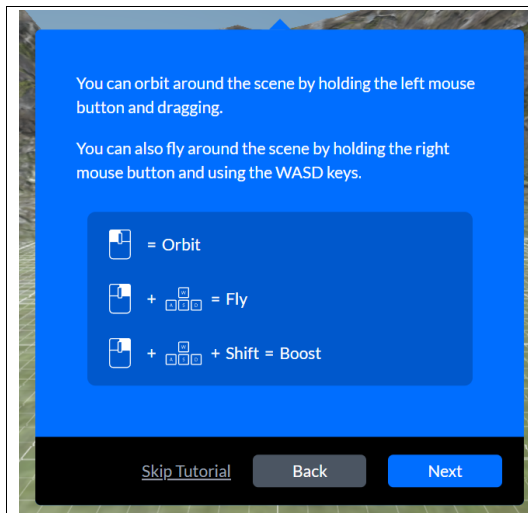 You can orbit around the scene by holding the left mouse
button and dragging.
You can also fly around the scene by holding the right
mouse button and using the WASD keys.
= Orbit
+ W A S D = Fly
+ W A S D + Shift = Boost
Skip Tutorial Back Next